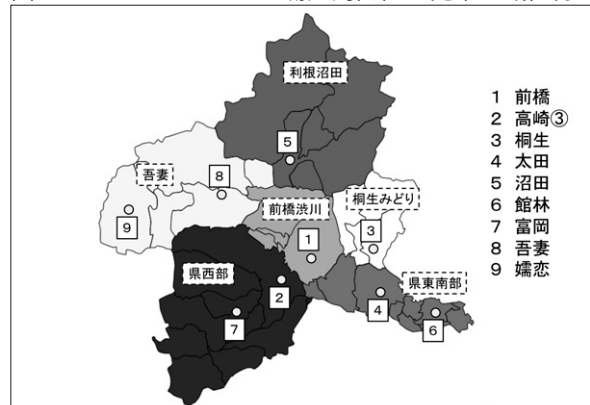 利根沼田
5
吾妻
8
9
前橋渋川
1
桐生みどり
3
県西部
2
7
県東南部
4
6
1 前橋
2 高崎③
3 桐生
4 太田
5 沼田
6 館林
7 富岡
8 吾妻
9 嬬恋